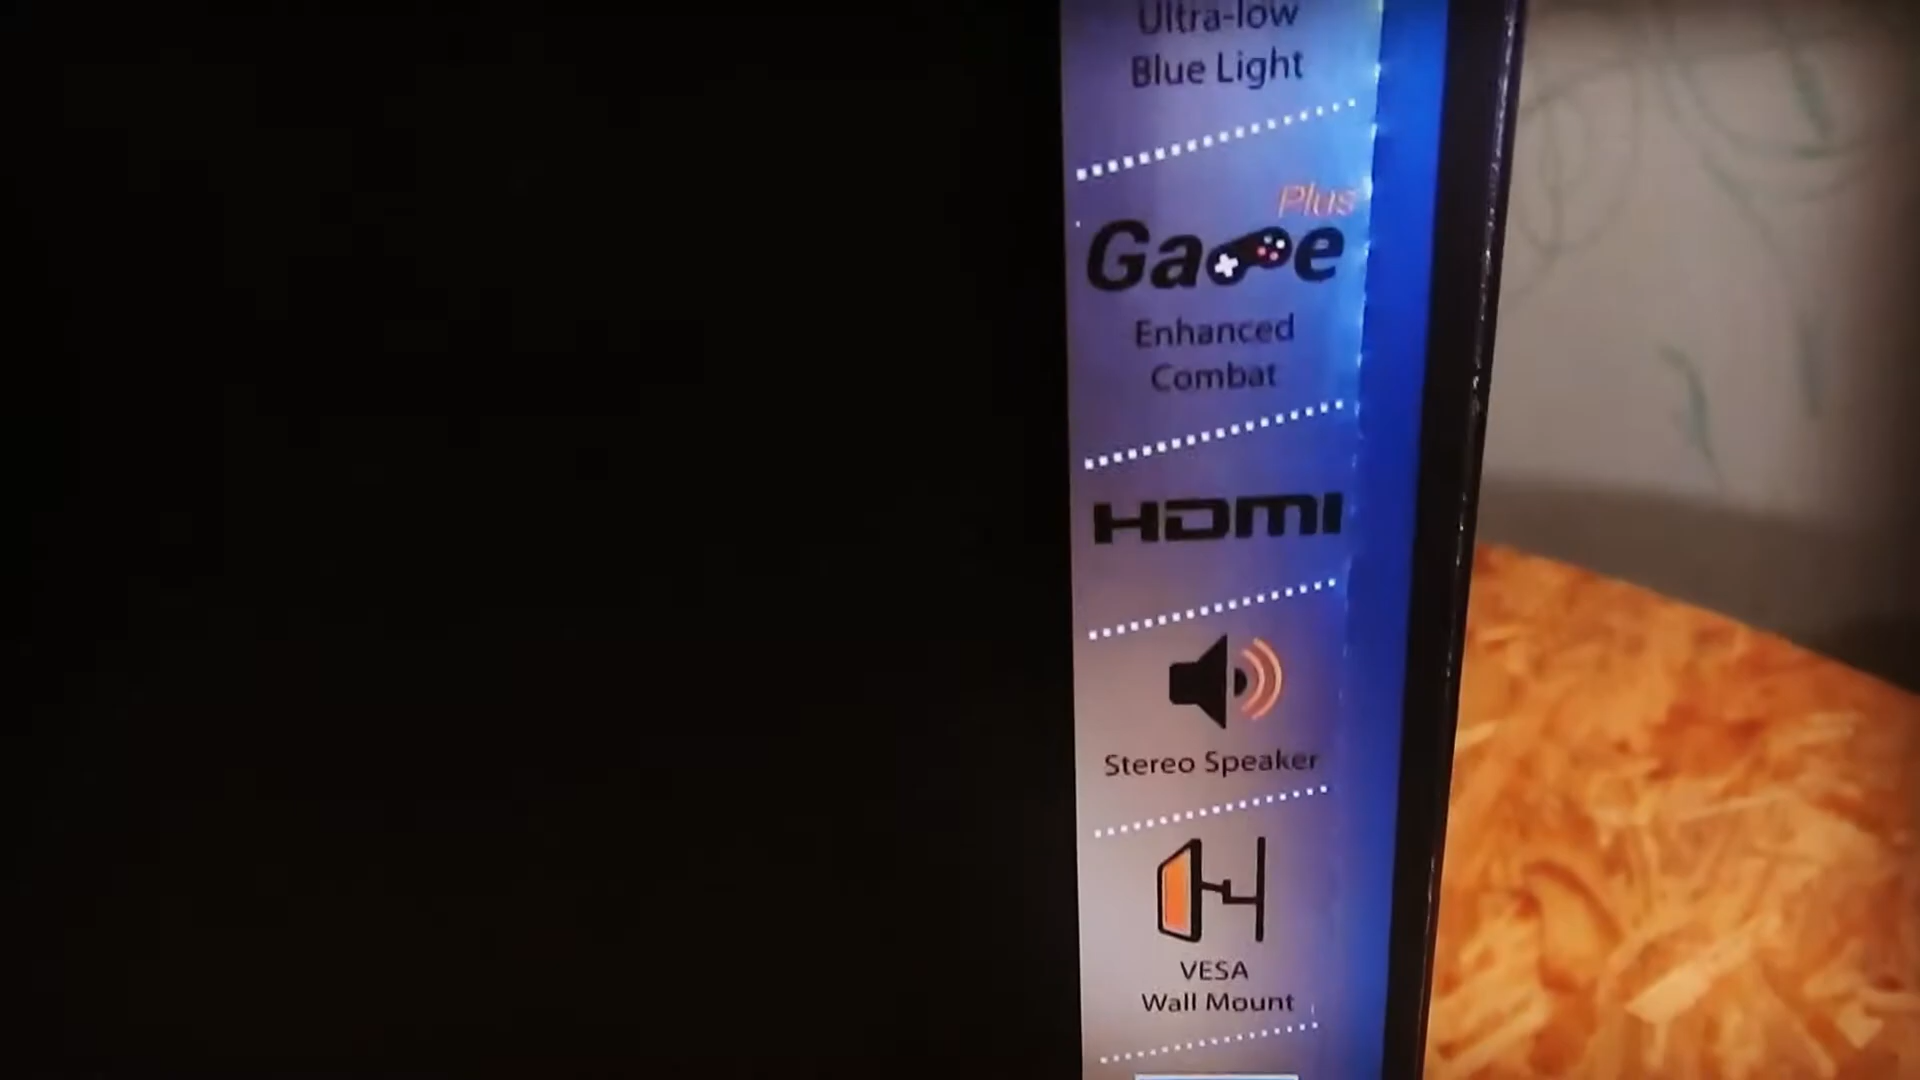 Ultra-low
Blue Light
Plus
Game
Enhanced
Combat
HDMI
Stereo Speaker
VESA
Wall Mount